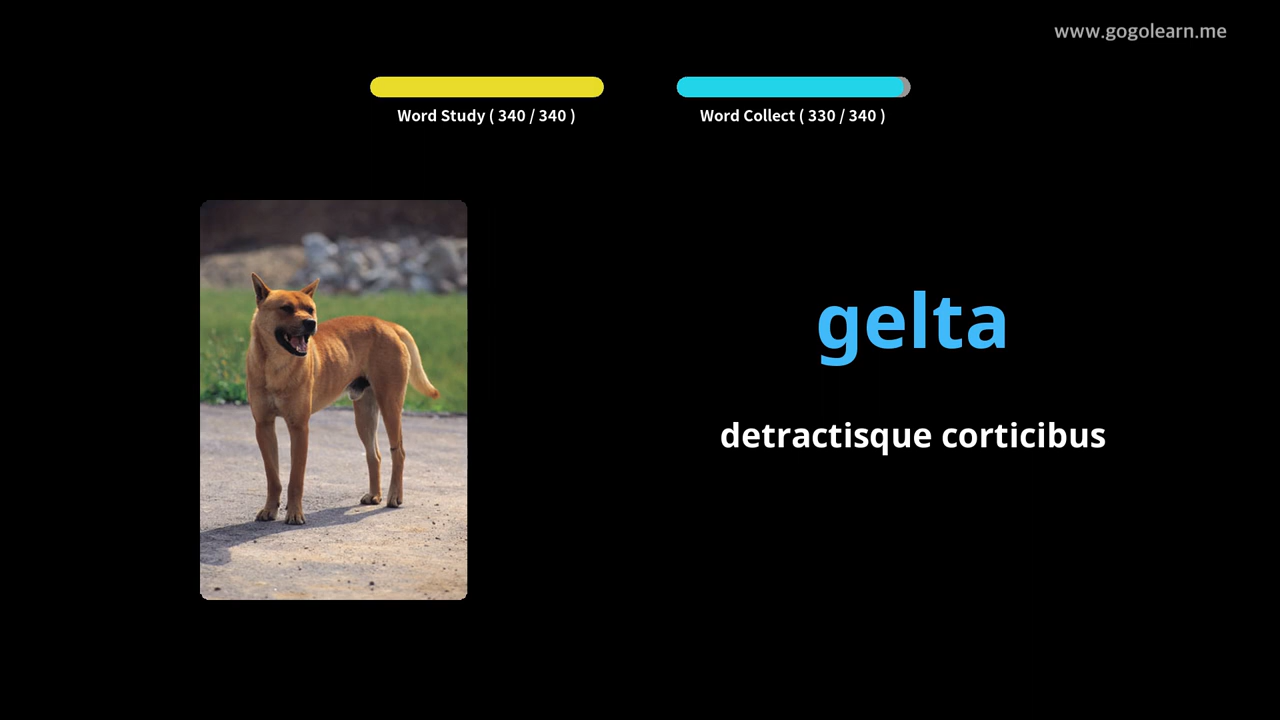 www.gogolearn.me
Word Study ( 340 / 340 )
Word Collect ( 330 / 340 )
gelta
detractisque corticibus